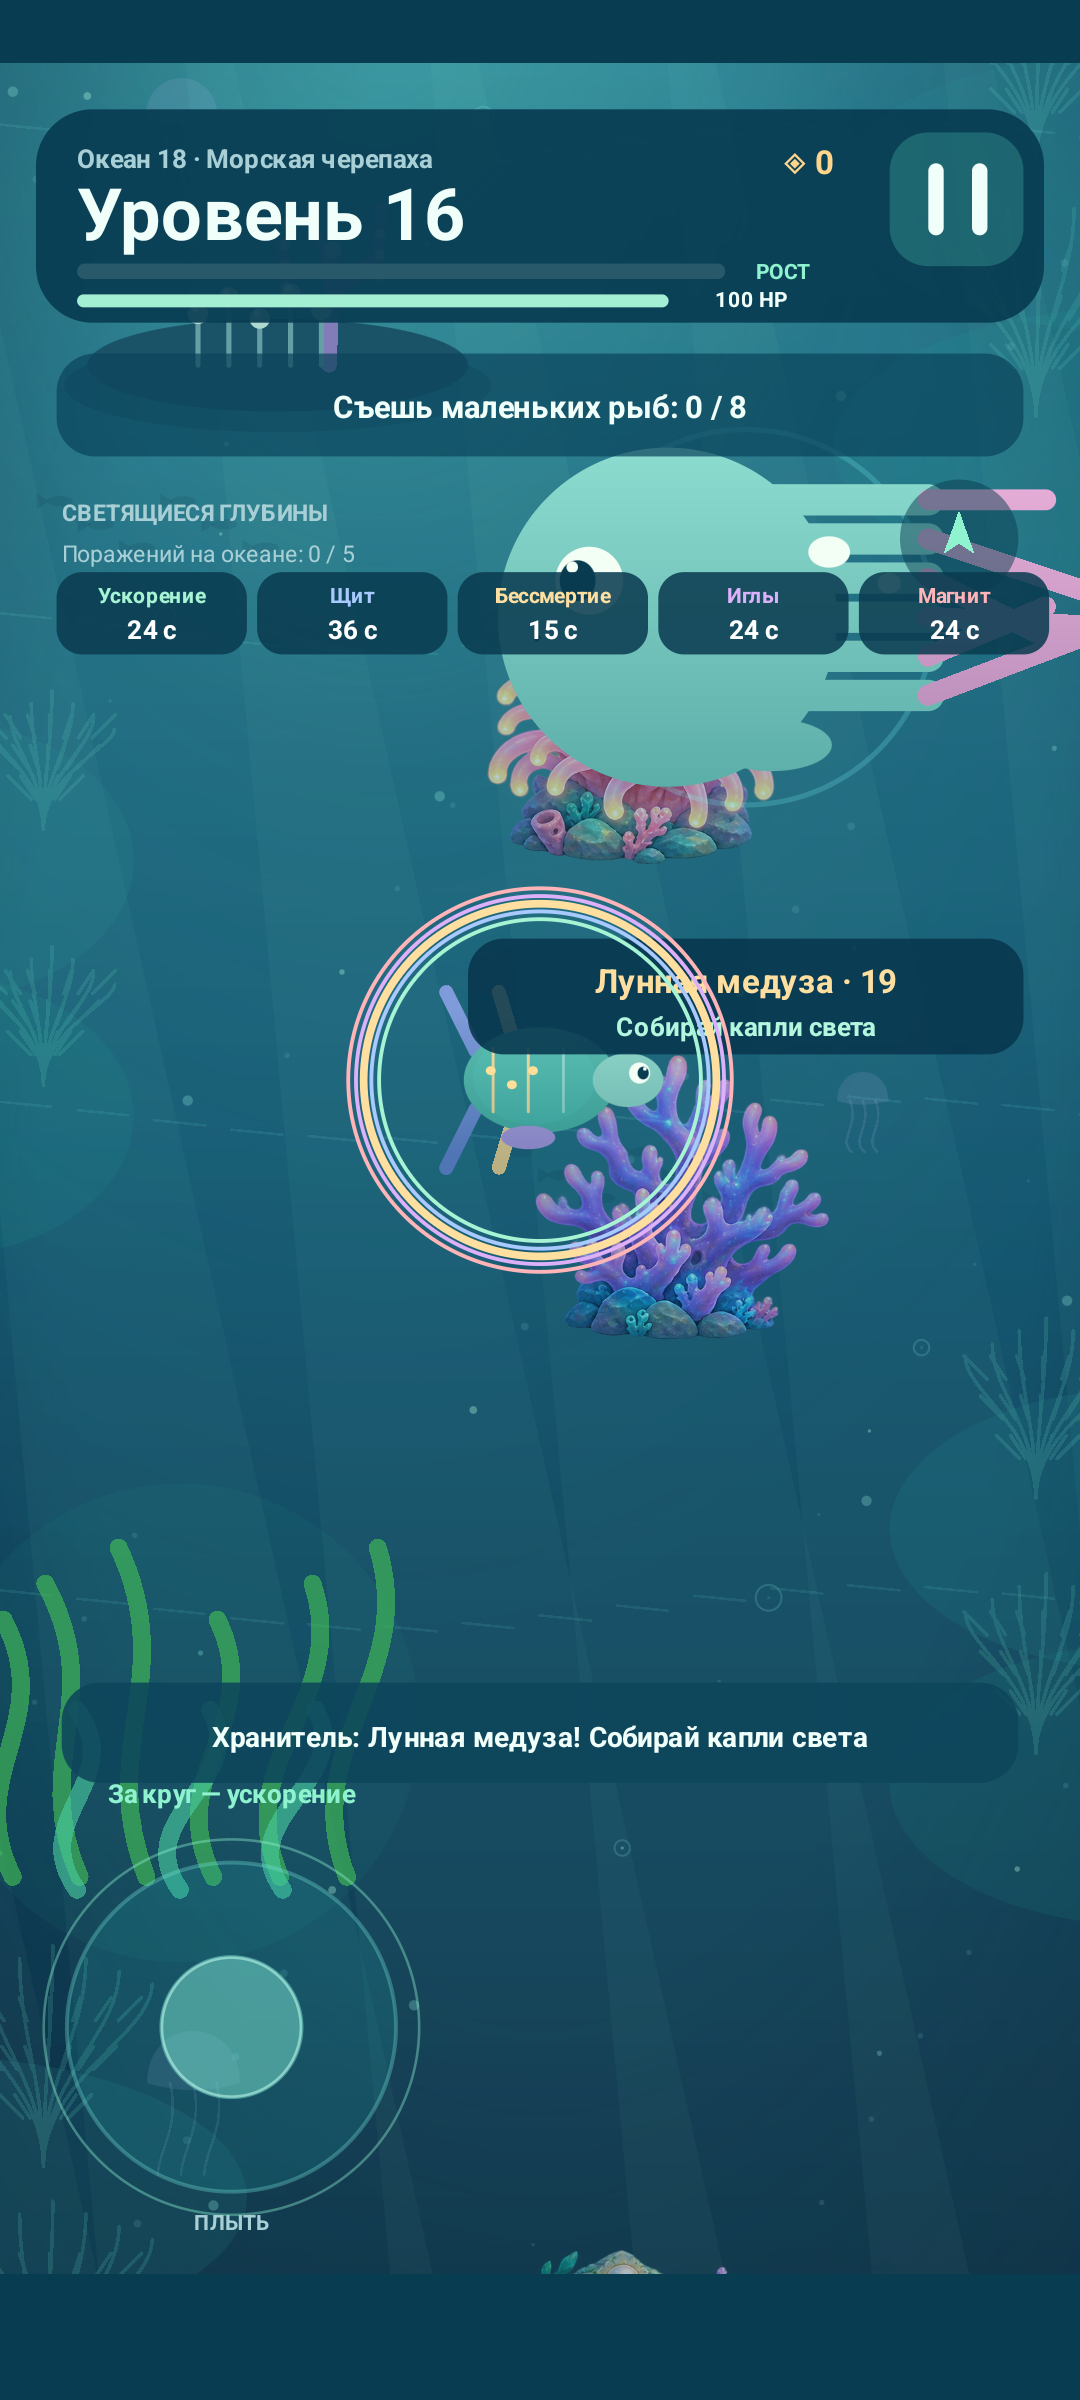 Океан 18 · Морская черепаха
0
Уровень 16
РОСТ
100 HP
Съешь маленьких рыб: 0 / 8
СВЕТЯЩИЕСЯ ГЛУБИНЫ
Поражений на океане: 0 / 5
Ускорение
24 с
Щит
36 с
Бессмертие
15 с
Иглы
24 с
Магнит
24 с
Лунная медуза · 19
Собирай капли света
Хранитель: Лунная медуза! Собирай капли света
За круг — ускорение
ПЛЫТЬ